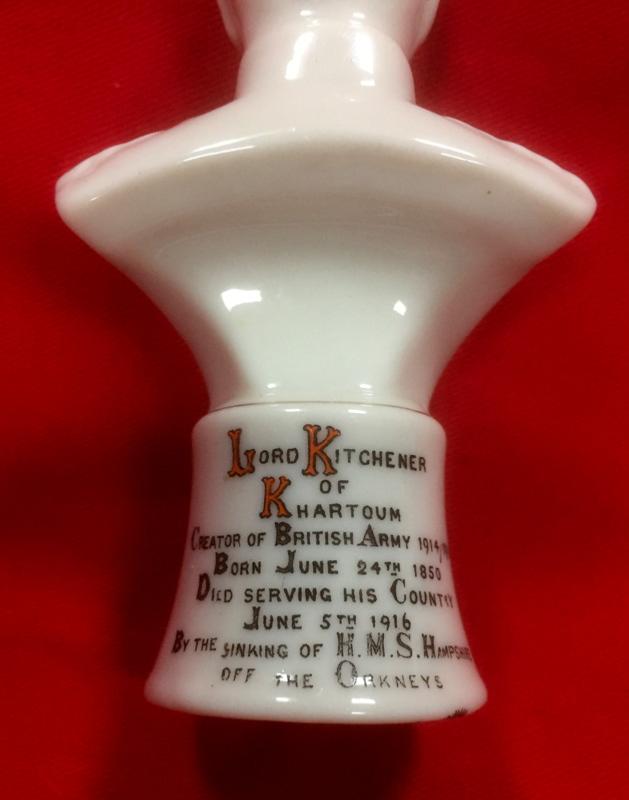 LORD KITCHENER
OF
KHARTOUM
CREATOR OF BRITISH ARMY 1914/
BORN JUNE 24TH 1850
DIED SERVING HIS COUNTRY
JUNE 5TH 1916
BY THE SINKING OF H.M.S. HAMPSHIRE
OFF THE ORKNEYS